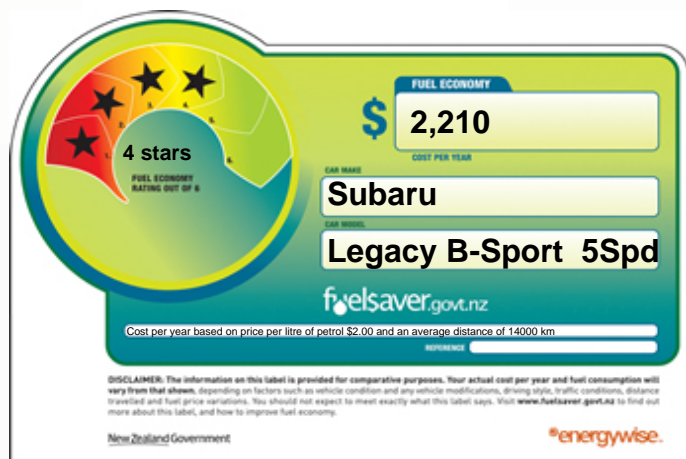 FUEL ECONOMY
$ 2,210
COST PER YEAR
1.
2.
3.
4.
5.
6.
4 stars
FUEL ECONOMY
RATING OUT OF 6
CAR MAKE
Subaru
CAR MODEL
Legacy B-Sport 5Spd
fuelsaver.govt.nz
Cost per year based on price per litre of petrol $2.00 and an average distance of 14000 km
REFERENCE
DISCLAIMER: The information on this label is provided for comparative purposes. Your actual cost per year and fuel consumption will
vary from that shown, depending on factors such as vehicle condition and any vehicle modifications, driving style, traffic conditions, distance
travelled and fuel price variations. You should not expect to meet exactly what this label says. Visit www.fuelsaver.govt.nz to find out
more about this label, and how to improve fuel economy.
New Zealand Government
energywise.